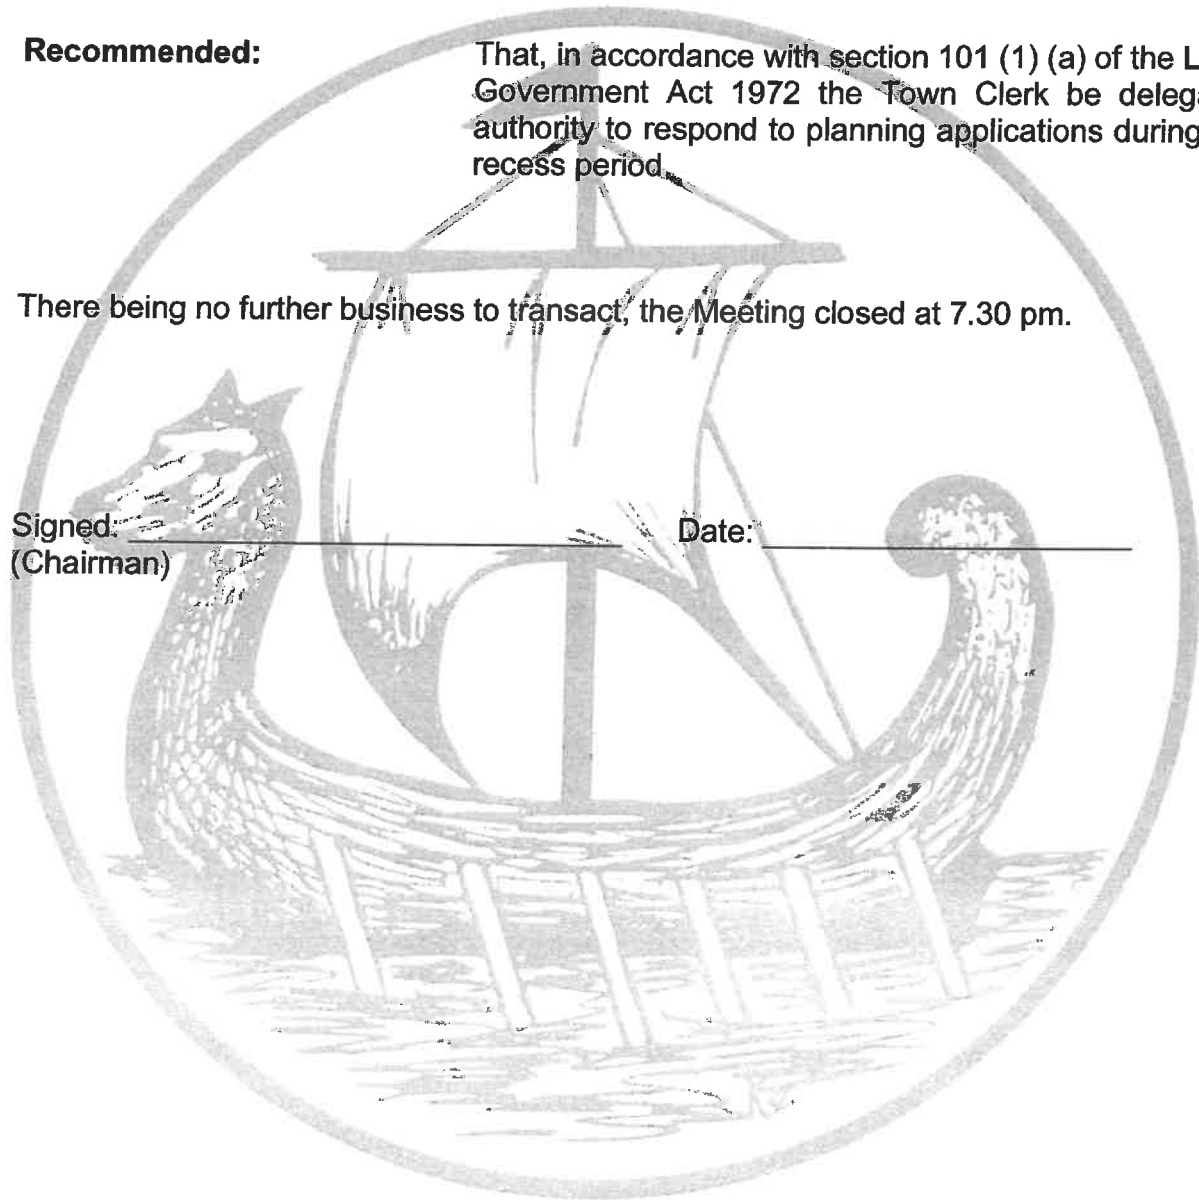 Recommended: That, in accordance with section 101 (1) (a) of the L
Government Act 1972 the Town Clerk be deleg
authority to respond to planning applications during
recess period
There being no further business to transact, the Meeting closed at 7.30 pm.
Signed: Date:
(Chairman)